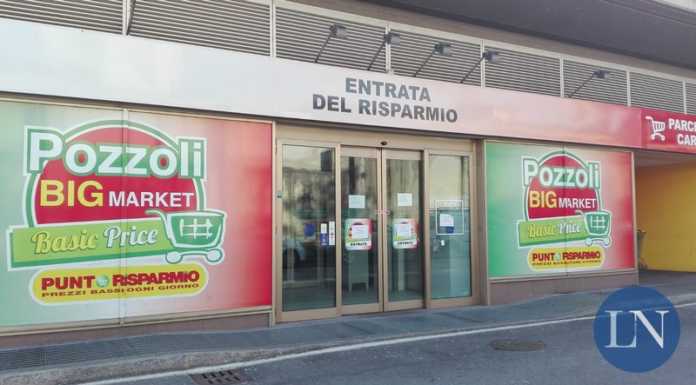 ENTRATA
DEL RISPARMIO
Pozzoli
BIG MARKET
Basic Price
PUNTO RISPARMIO
PREZZI BASSI OGNI GIORNO
ENTRATE
Pozzoli
BIG MARKET
Basic Price
PUNTO RISPARMIO
PARC
CAR
LN